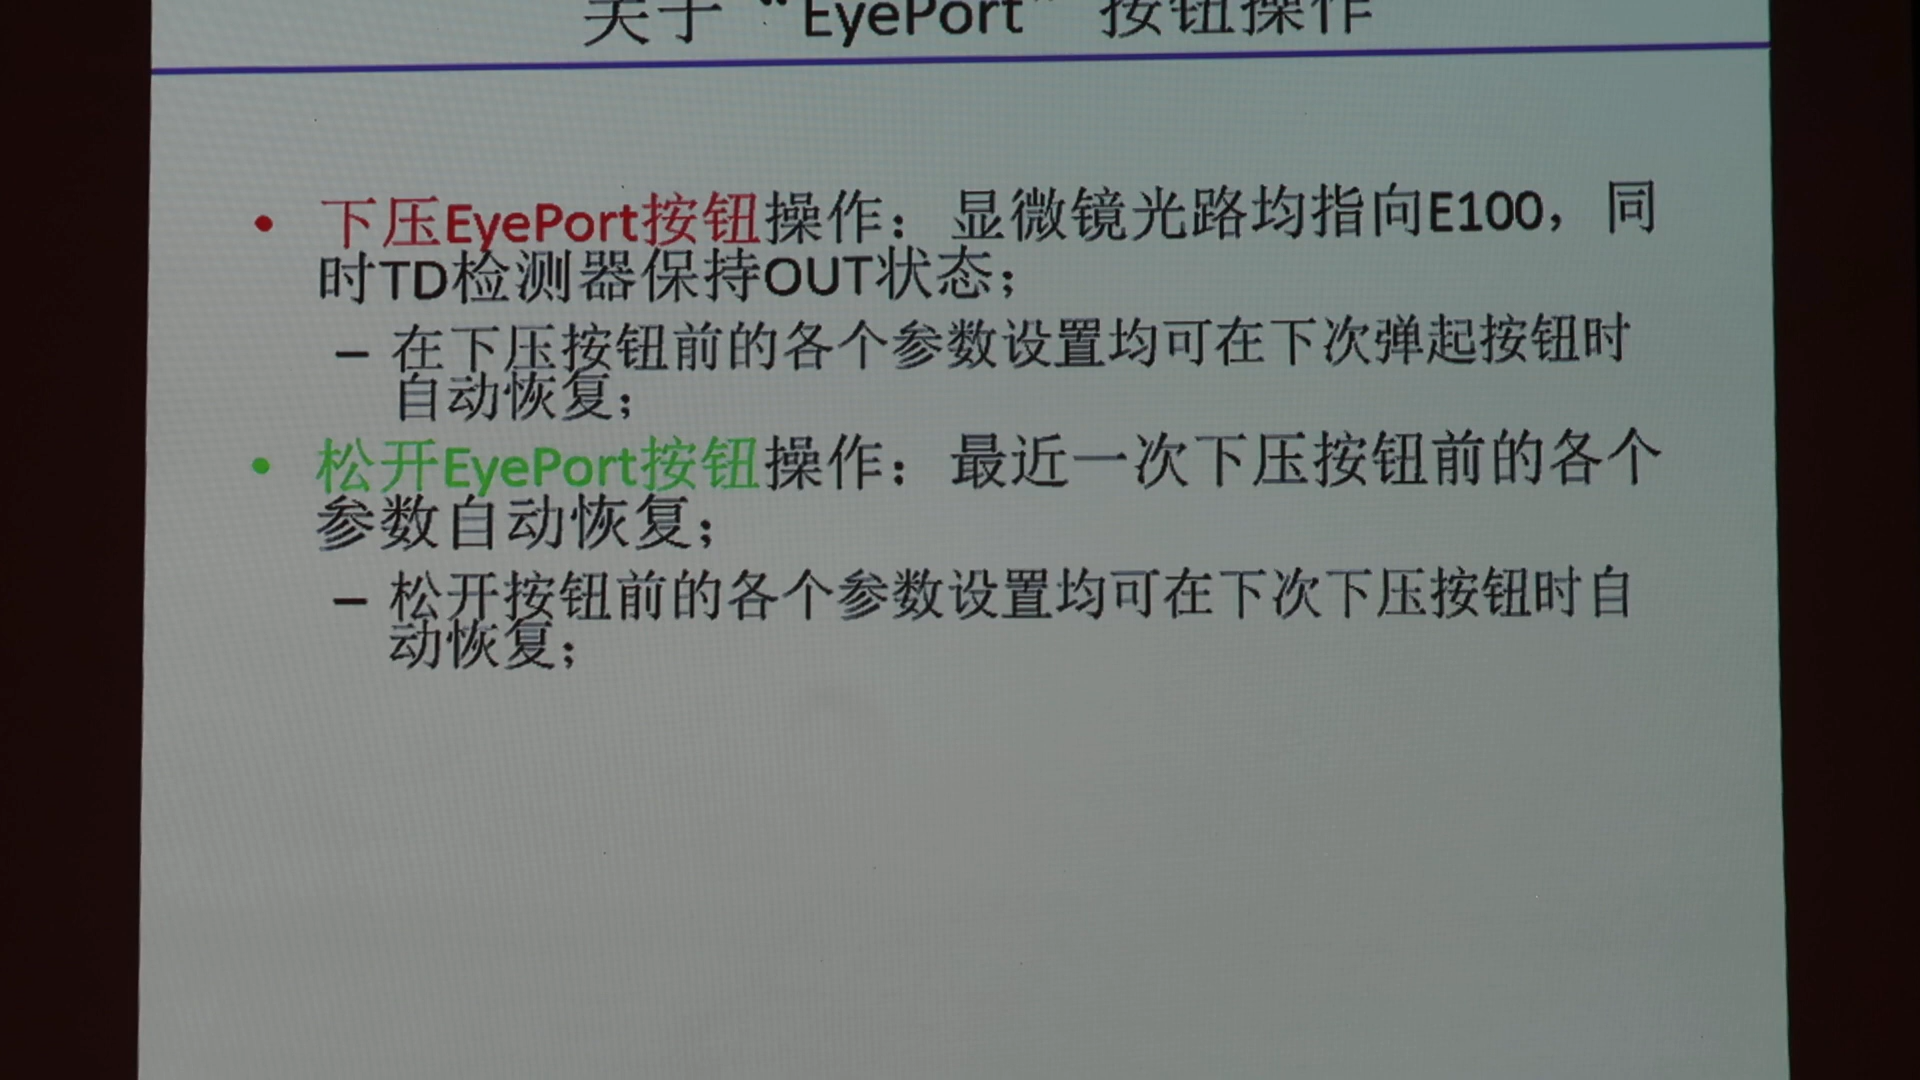 关于“EyePort”按钮操作
• 下压EyePort按钮操作：显微镜光路均指向E100，同
时TD检测器保持OUT状态；
– 在下压按钮前的各个参数设置均可在下次弹起按钮时
自动恢复；
• 松开EyePort按钮操作：最近一次下压按钮前的各个
参数自动恢复；
– 松开按钮前的各个参数设置均可在下次下压按钮时自
动恢复；